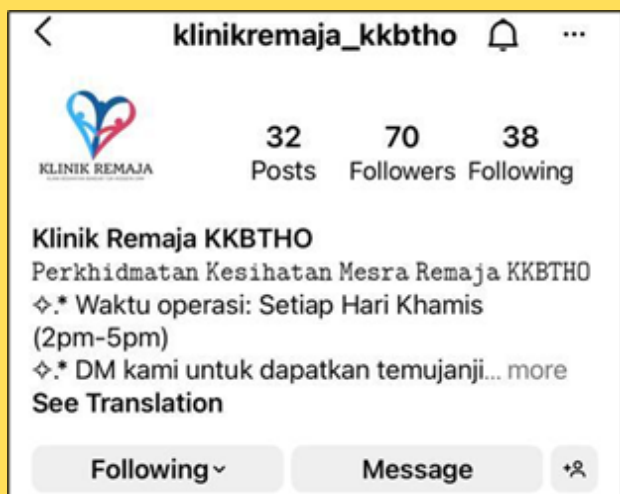 klinikremaja_kkbtho
KLINIK REMAJA
32 70 38
Posts Followers Following
Klinik Remaja KKBTHO
Perkhidmatan Kesihatan Mesra Remaja KKBTHO
✧.* Waktu operasi: Setiap Hari Khamis
(2pm-5pm)
✧.* DM kami untuk dapatkan temujanji... more
See Translation
Following Message